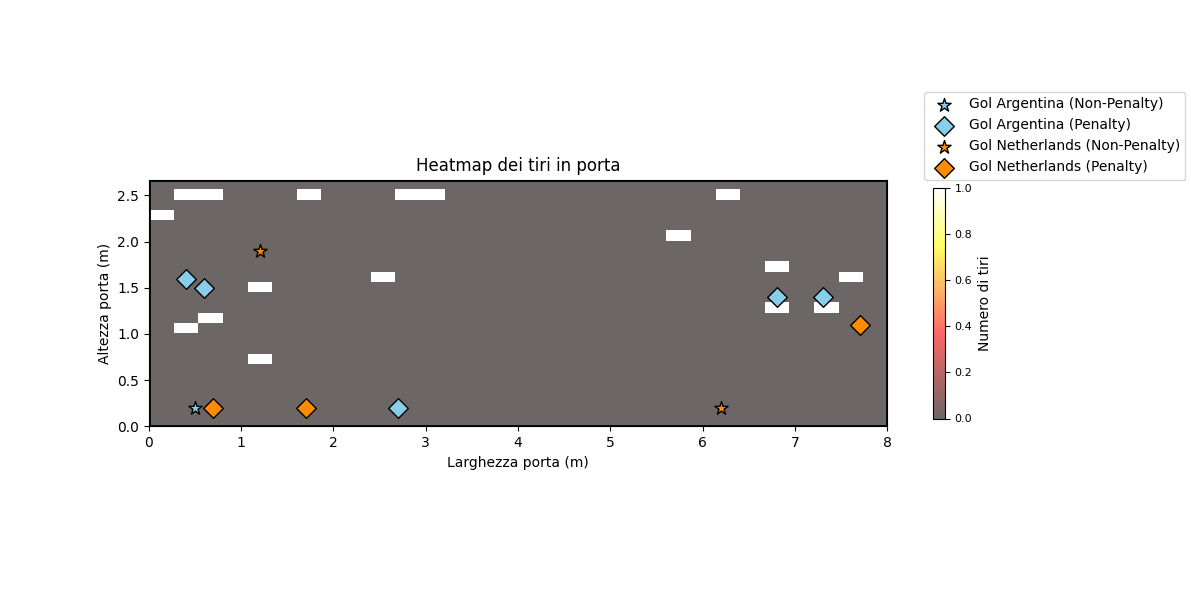 Gol Argentina (Non-Penalty)
Gol Argentina (Penalty)
Gol Netherlands (Non-Penalty)
Gol Netherlands (Penalty)
Heatmap dei tiri in porta
2.5
2.0
1.5
1.0
0.5
0.0
Altezza porta (m)
0 1 2 3 4 5 6 7 8
Larghezza porta (m)
1.0
0.8
0.6
0.4
0.2
0.0
Numero di tiri